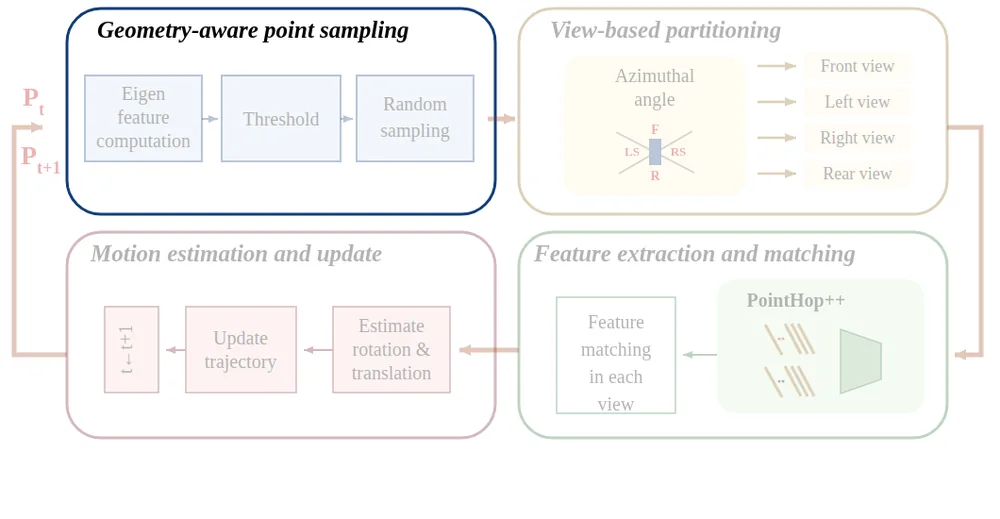 Geometry-aware point sampling
Eigen
feature
computation
Threshold
Random
sampling
P_t
P_t+1
View-based partitioning
Azimuthal
angle
F
LS
RS
R
Front view
Left view
Right view
Rear view
Motion estimation and update
t←t+1
Update
trajectory
Estimate
rotation &
translation
Feature extraction and matching
Feature
matching
in each
view
PointHop++